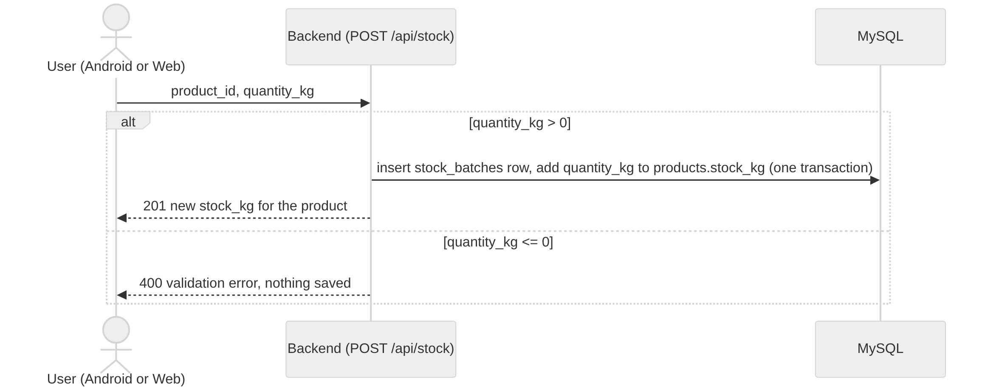 Backend (POST /api/stock)
MySQL
User (Android or Web)
product_id, quantity_kg
alt
[quantity_kg > 0]
insert stock_batches row, add quantity_kg to products.stock_kg (one transaction)
201 new stock_kg for the product
[quantity_kg <= 0]
400 validation error, nothing saved
Backend (POST /api/stock)
MySQL
User (Android or Web)